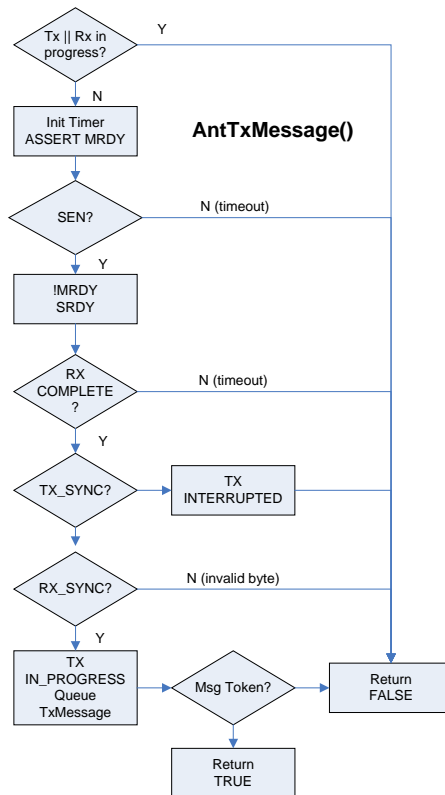 Tx || Rx in
progress?
Y
N
Init Timer
ASSERT MRDY
AntTxMessage()
SEN?
N (timeout)
Y
!MRDY
SRDY
RX
COMPLETE
?
N (timeout)
Y
TX_SYNC?
TX
INTERRUPTED
RX_SYNC?
N (invalid byte)
Y
TX
IN_PROGRESS
Queue
TxMessage
Msg Token?
Return
FALSE
Return
TRUE